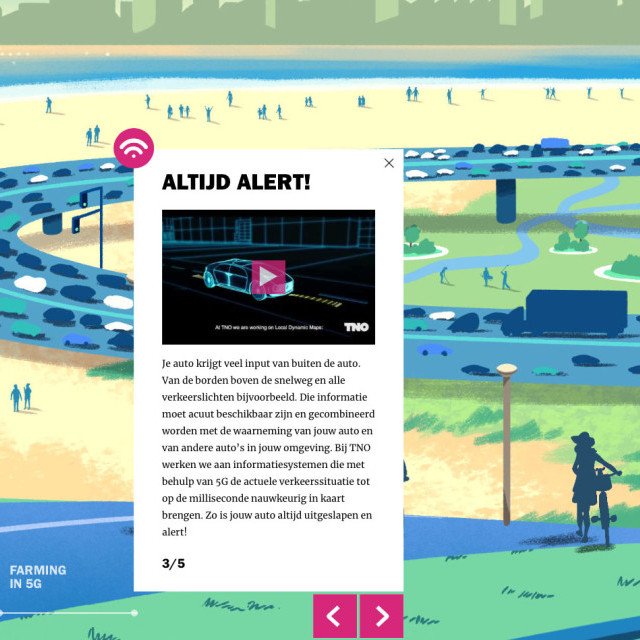 ALTIJD ALERT!
At TNO we are working on Local Dynamic Maps:
TNO
Je auto krijgt veel input van buiten de auto.
Van de borden boven de snelweg en alle
verkeerslichten bijvoorbeeld. Die informatie
moet acuut beschikbaar zijn en gecombineerd
worden met de waarneming van jouw auto en
van andere auto's in jouw omgeving. Bij TNO
werken we aan informatiesystemen die met
behulp van 5G de actuele verkeerssituatie tot
op de milliseconde nauwkeurig in kaart
brengen. Zo is jouw auto altijd uitgeslapen en
alert!
3/5
FARMING
IN 5G